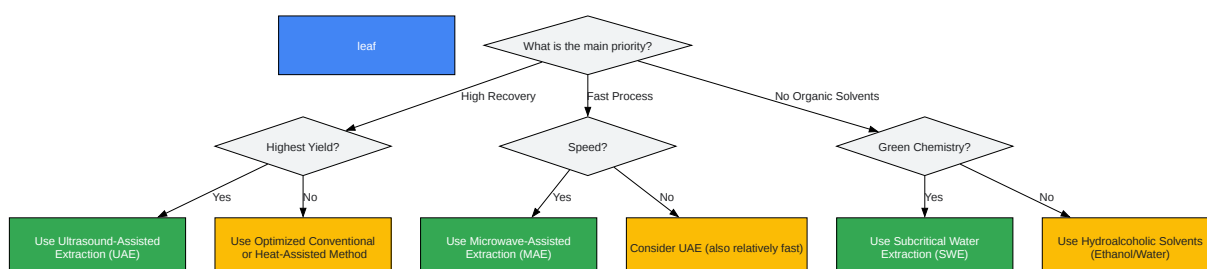 leaf
What is the main priority?
High Recovery
Fast Process
No Organic Solvents
Highest Yield?
Speed?
Green Chemistry?
Yes
No
Yes
No
Yes
No
Use Ultrasound-Assisted
Extraction (UAE)
Use Optimized Conventional
or Heat-Assisted Method
Use Microwave-Assisted
Extraction (MAE)
Consider UAE (also relatively fast)
Use Subcritical Water
Extraction (SWE)
Use Hydroalcoholic Solvents
(Ethanol/Water)